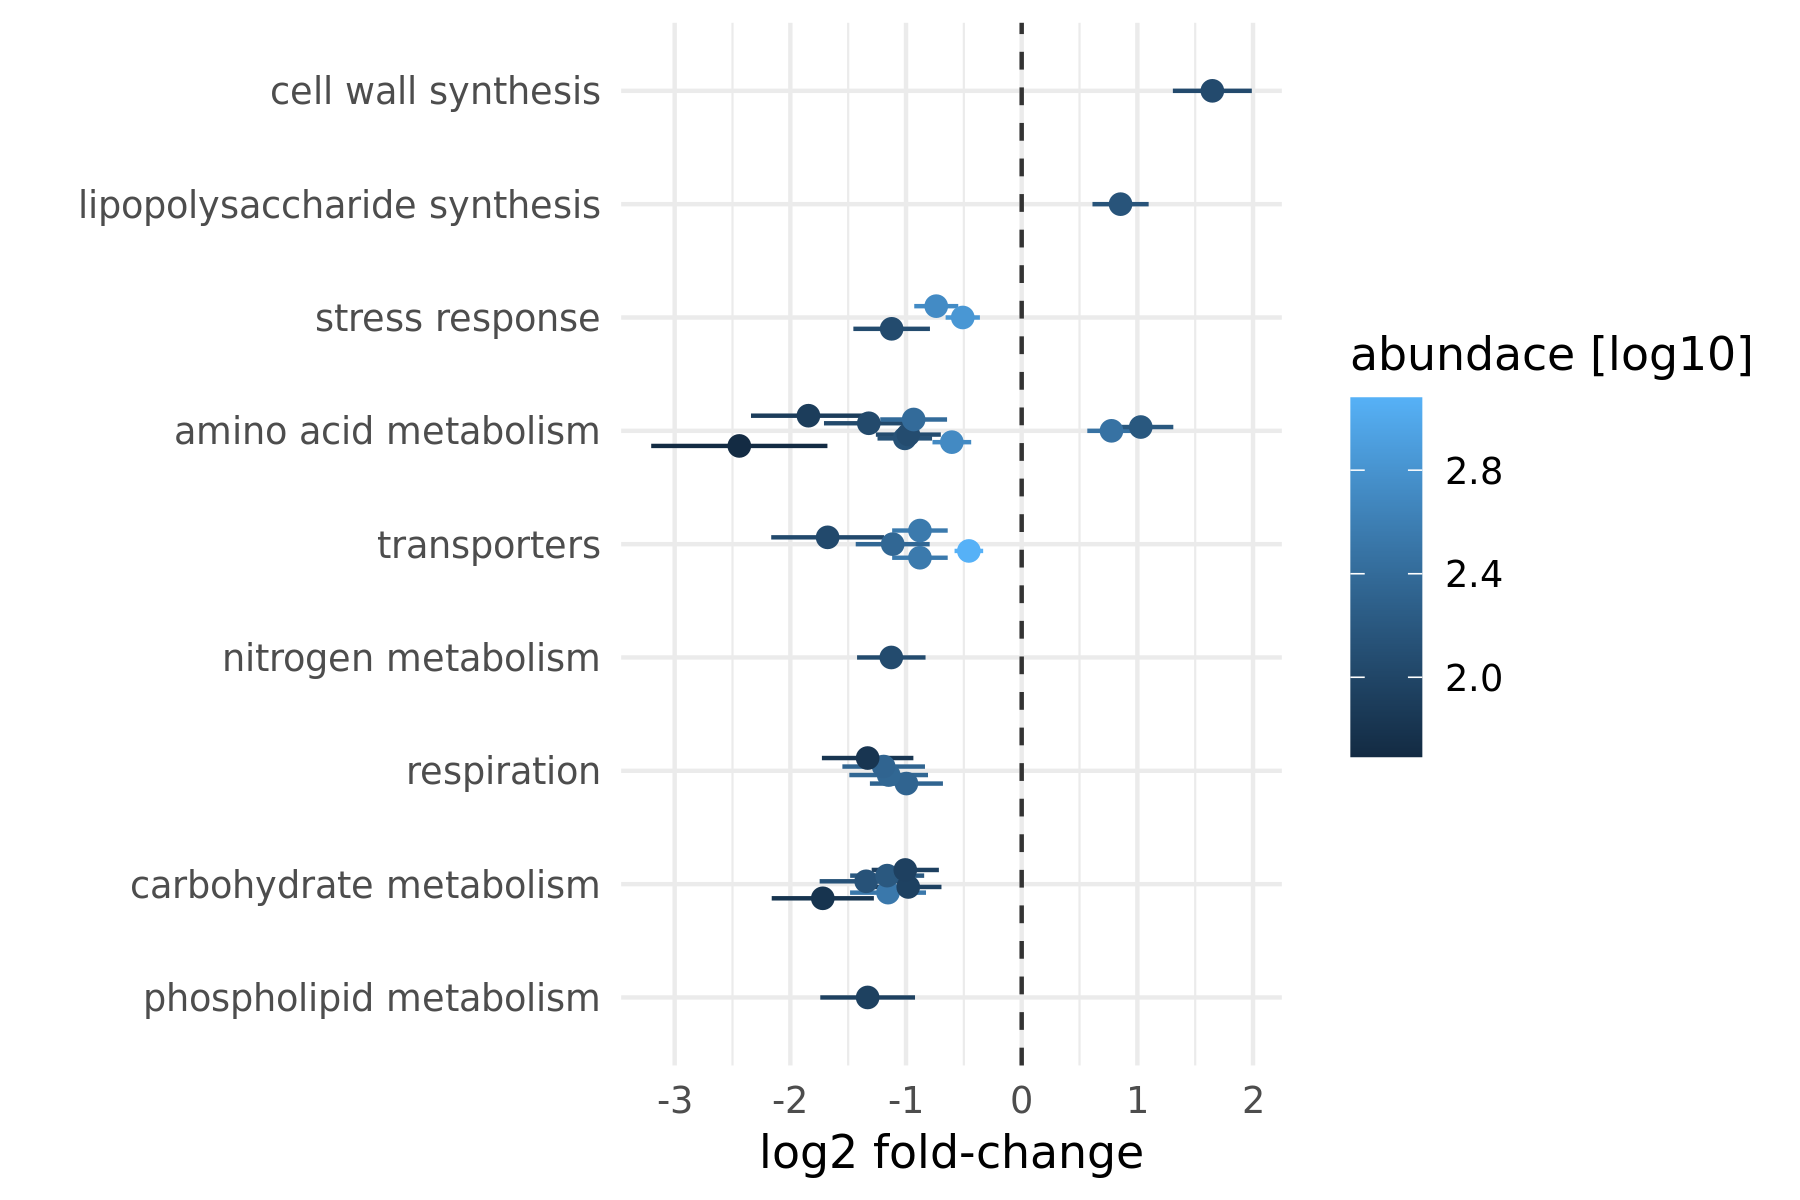 cell wall synthesis
lipopolysaccharide synthesis
stress response
amino acid metabolism
transporters
nitrogen metabolism
respiration
carbohydrate metabolism
phospholipid metabolism
-3 -2 -1 0 1 2
log2 fold-change
abundace [log10]
2.8
2.4
2.0